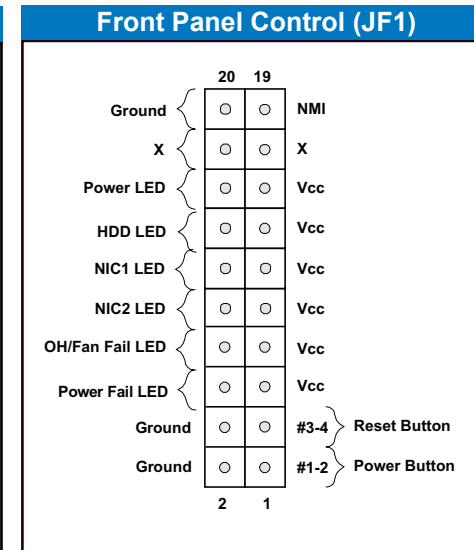 Front Panel Control (JF1)
20 19
Ground NMI
X X
Power LED Vcc
HDD LED Vcc
NIC1 LED Vcc
NIC2 LED Vcc
OH/Fan Fail LED Vcc
Power Fail LED Vcc
Ground #3-4 Reset Button
Ground #1-2 Power Button
2 1